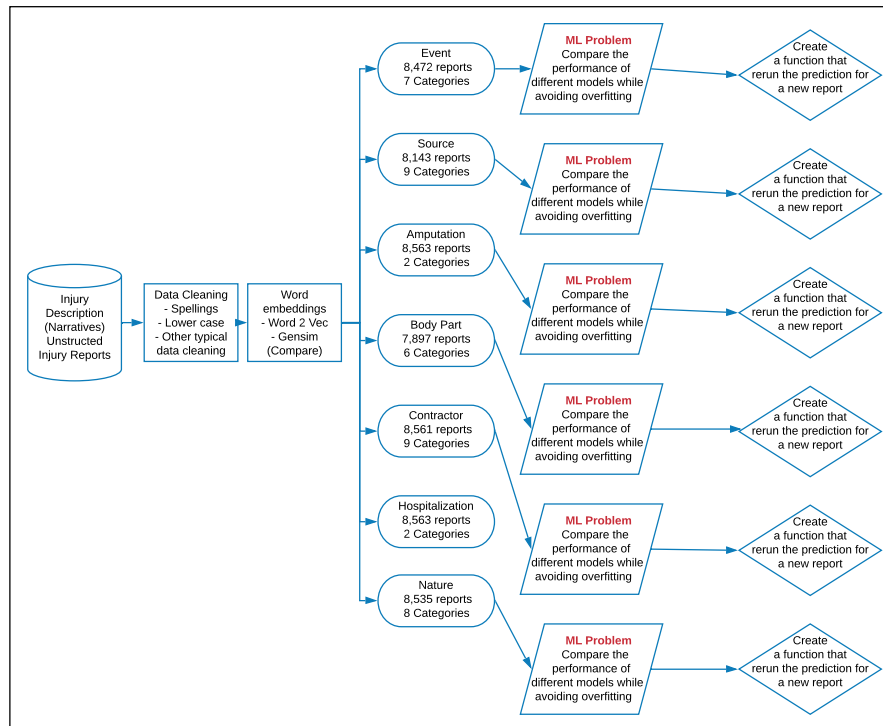 Injury
Description
(Narratives)
Unstructed
Injury Reports
Data Cleaning
- Spellings
- Lower case
- Other typical
data cleaning
Word
embeddings
- Word 2 Vec
- Gensim
(Compare)
Event
8,472 reports
7 Categories
ML Problem
Compare the
performance of
different models while
avoiding overfitting
Create
a function that
rerun the prediction for
a new report
Source
8,143 reports
9 Categories
ML Problem
Compare the
performance of
different models while
avoiding overfitting
Create
a function that
rerun the prediction for
a new report
Amputation
8,563 reports
2 Categories
ML Problem
Compare the
performance of
different models while
avoiding overfitting
Create
a function that
rerun the prediction for
a new report
Body Part
7,897 reports
6 Categories
ML Problem
Compare the
performance of
different models while
avoiding overfitting
Create
a function that
rerun the prediction for
a new report
Contractor
8,561 reports
9 Categories
ML Problem
Compare the
performance of
different models while
avoiding overfitting
Create
a function that
rerun the prediction for
a new report
Hospitalization
8,563 reports
2 Categories
Nature
8,535 reports
8 Categories
ML Problem
Compare the
performance of
different models while
avoiding overfitting
Create
a function that
rerun the prediction for
a new report